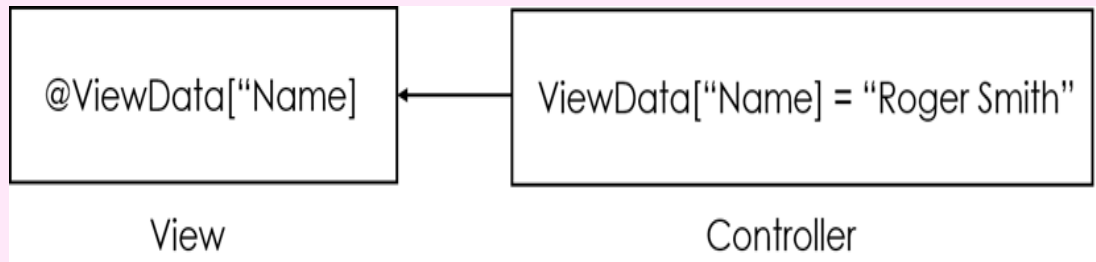 @ViewData[“Name]
ViewData[“Name] = “Roger Smith”
View
Controller